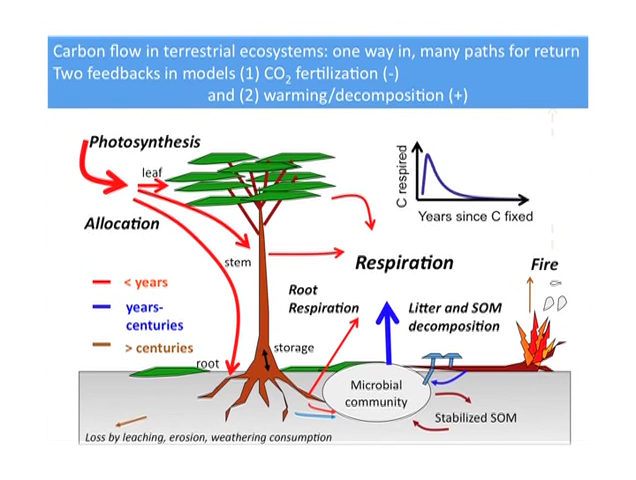 Carbon flow in terrestrial ecosystems: one way in, many paths for return
Two feedbacks in models (1) CO₂ fertilization (-)
and (2) warming/decomposition (+)
Photosynthesis
leaf
Allocation
stem
C respired
Years since C fixed
Respiration
Fire
< years
years-
centuries
> centuries
Root
Respiration
Litter and SOM
decomposition
storage
root
Microbial
community
Stabilized SOM
Loss by leaching, erosion, weathering consumption